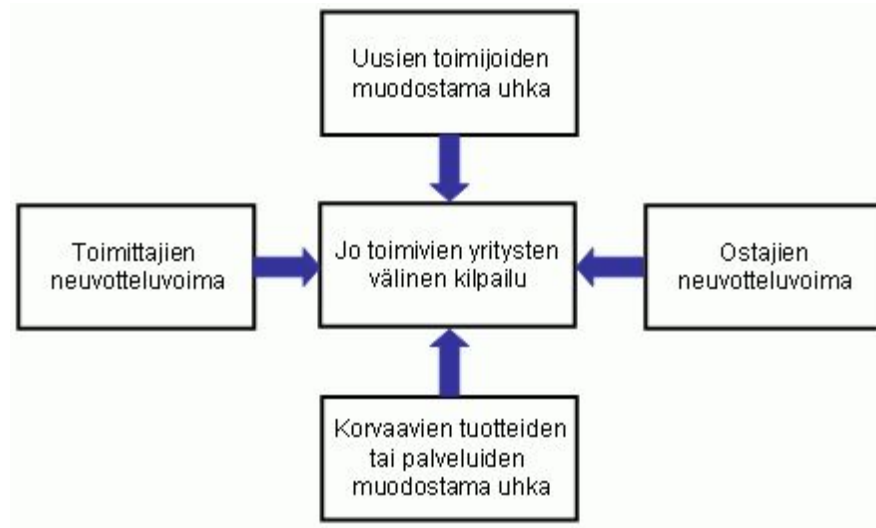 Uusien toimijoiden
muodostama uhka
Toimittajien
neuvotteluvoima
Jo toimivien yritysten
välinen kilpailu
Ostajien
neuvotteluvoima
Korvaavien tuotteiden
tai palveluiden
muodostama uhka